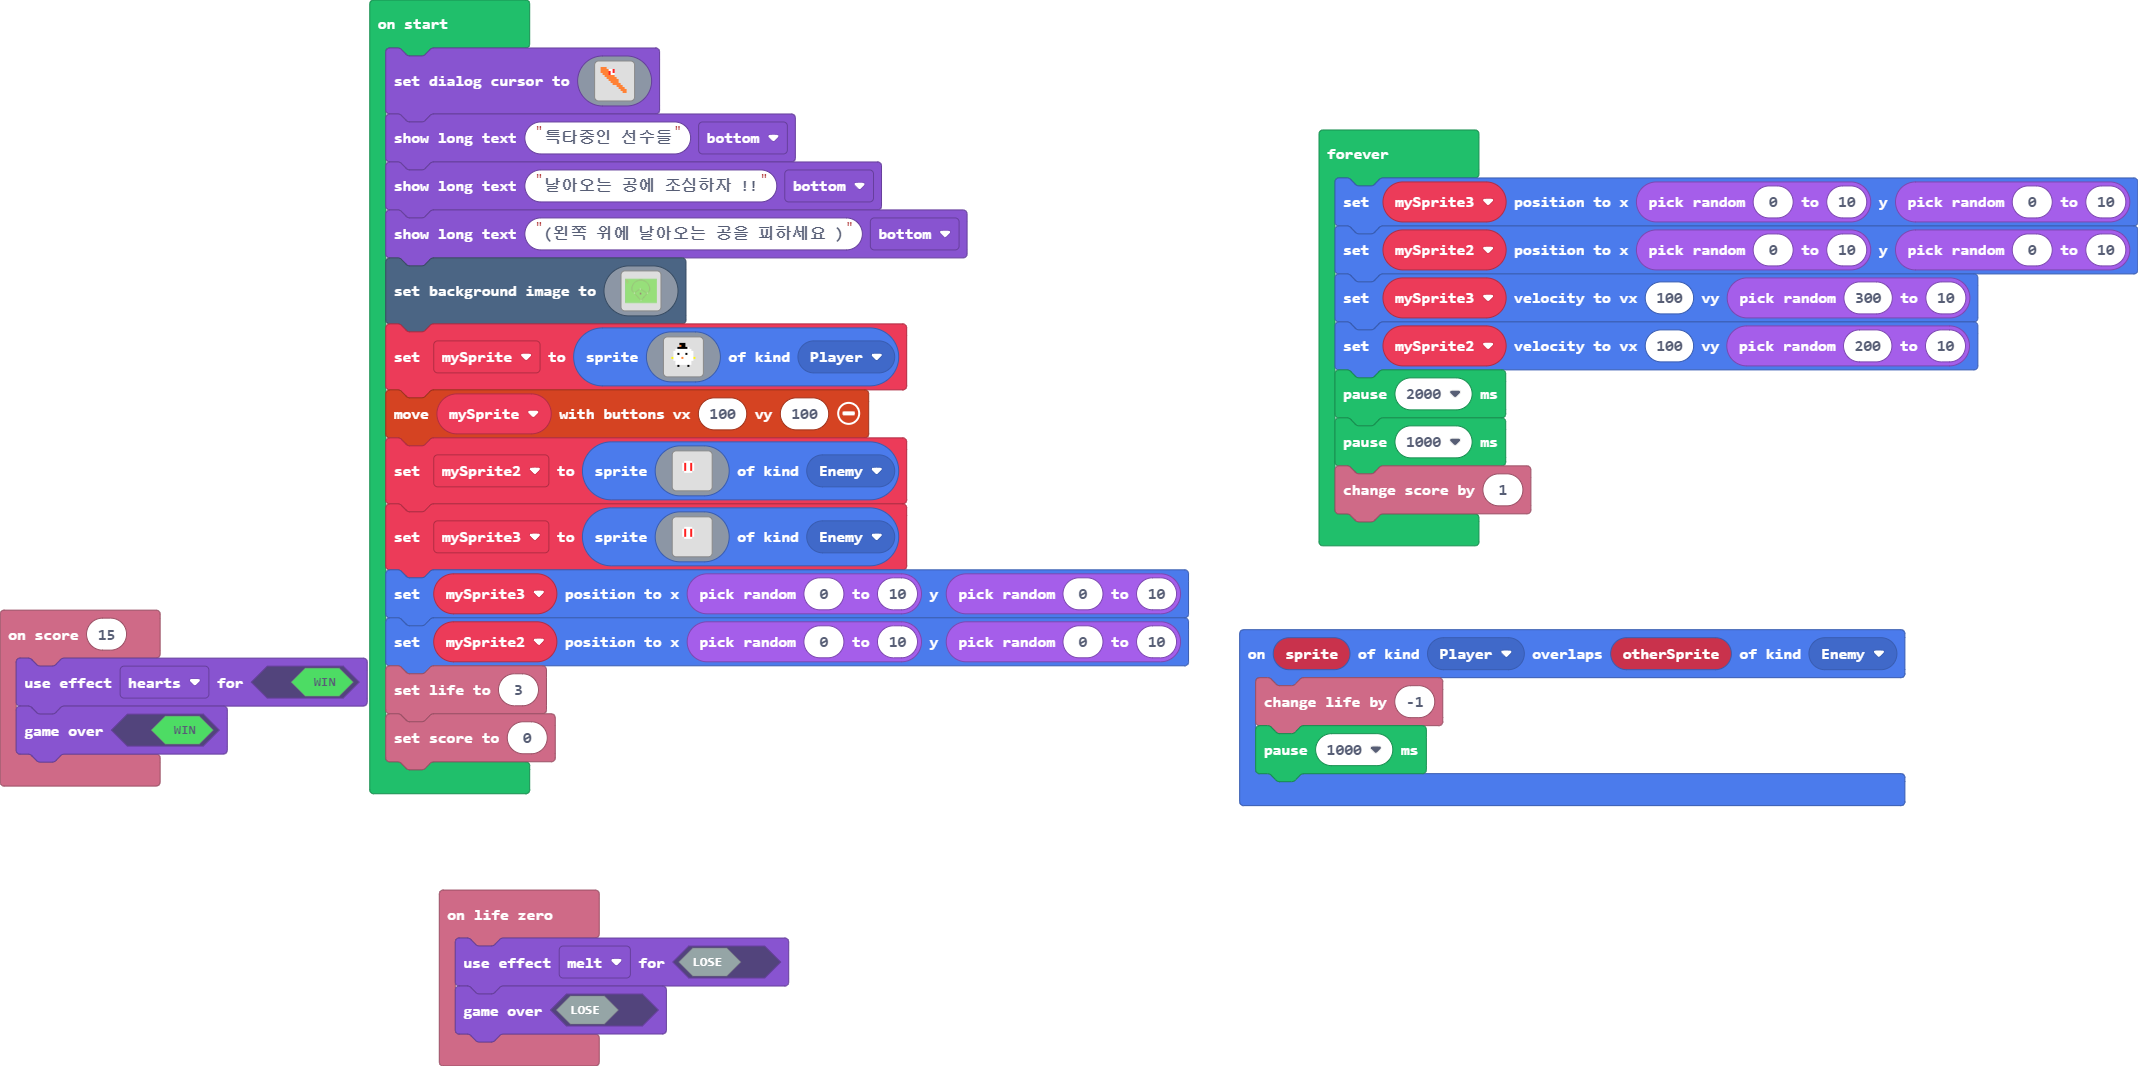 on start
set dialog cursor to
show long text "특타중인 선수들" bottom
show long text "날아오는 공에 조심하자 !!" bottom
show long text "(왼쪽 위에 날아오는 공을 피하세요 )" bottom
set background image to
set mySprite to sprite of kind Player
move mySprite with buttons vx 100 vy 100
set mySprite2 to sprite of kind Enemy
set mySprite3 to sprite of kind Enemy
set mySprite3 position to x pick random 0 to 10 y pick random 0 to 10
set mySprite2 position to x pick random 0 to 10 y pick random 0 to 10
set life to 3
set score to 0
on score 15
use effect hearts for WIN
game over WIN
forever
set mySprite3 position to x pick random 0 to 10 y pick random 0 to 10
set mySprite2 position to x pick random 0 to 10 y pick random 0 to 10
set mySprite3 velocity to vx 100 vy pick random 300 to 10
set mySprite2 velocity to vx 100 vy pick random 200 to 10
pause 2000 ms
pause 1000 ms
change score by 1
on sprite of kind Player overlaps otherSprite of kind Enemy
change life by -1
pause 1000 ms
on life zero
use effect melt for LOSE
game over LOSE